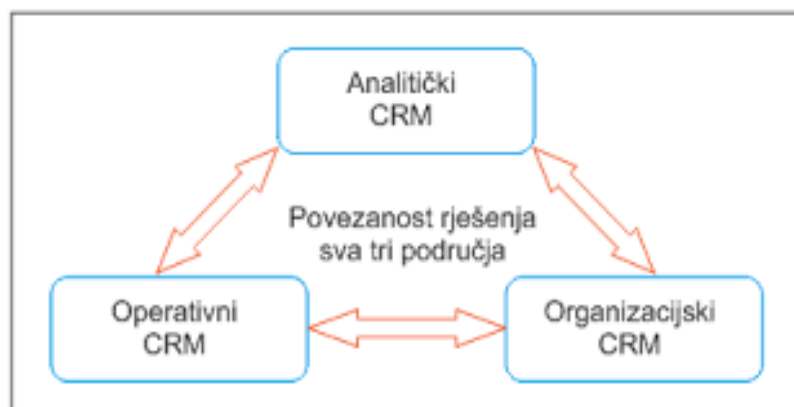 Analitički
CRM
Povezanost rješenja
sva tri područja
Operativni
CRM
Organizacijski
CRM